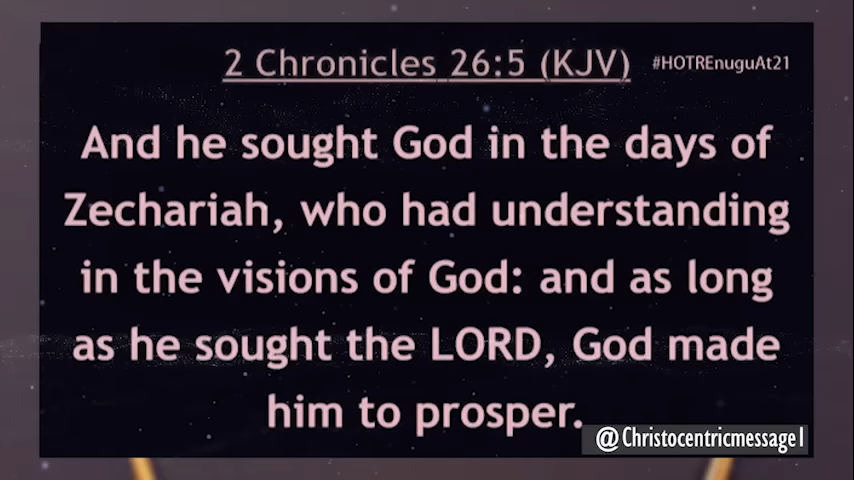 2 Chronicles 26:5 (KJV) #HOTREnuguAt21
And he sought God in the days of
Zechariah, who had understanding
in the visions of God: and as long
as he sought the LORD, God made
him to prosper.
@Christocentricmessage1